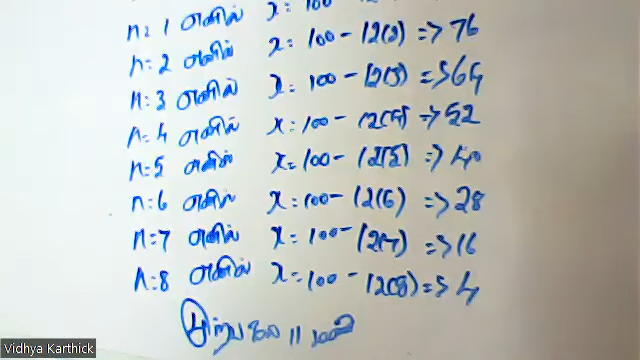 n=1 எனில் x=100
n=2 எனில் x=100-12(2) => 76
n=3 எனில் x=100-12(3) => 64
n=4 எனில் x=100-12(4) => 52
n=5 எனில் x=100-12(5) => 40
n=6 எனில் x=100-12(6) => 28
n=7 எனில் x=100-12(7) => 16
n=8 எனில் x=100-12(8) => 4
Vidhya Karthick